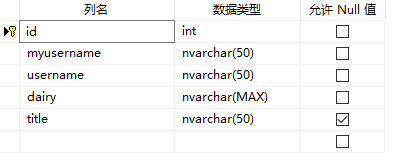 列名 数据类型 允许 Null 值
id int
myusername nvarchar(50)
username nvarchar(50)
dairy nvarchar(MAX)
title nvarchar(50)